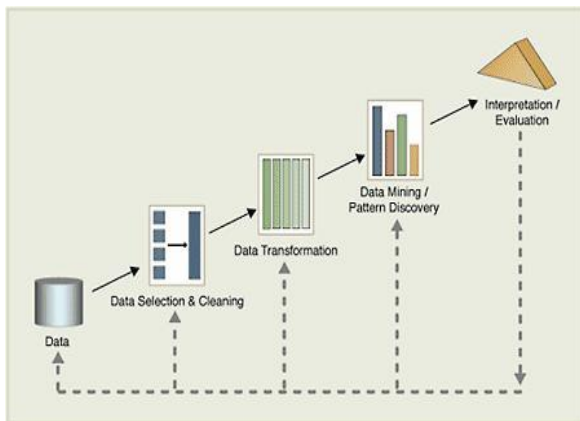 Interpretation /
Evaluation
Data Mining /
Pattern Discovery
Data Transformation
Data Selection & Cleaning
Data